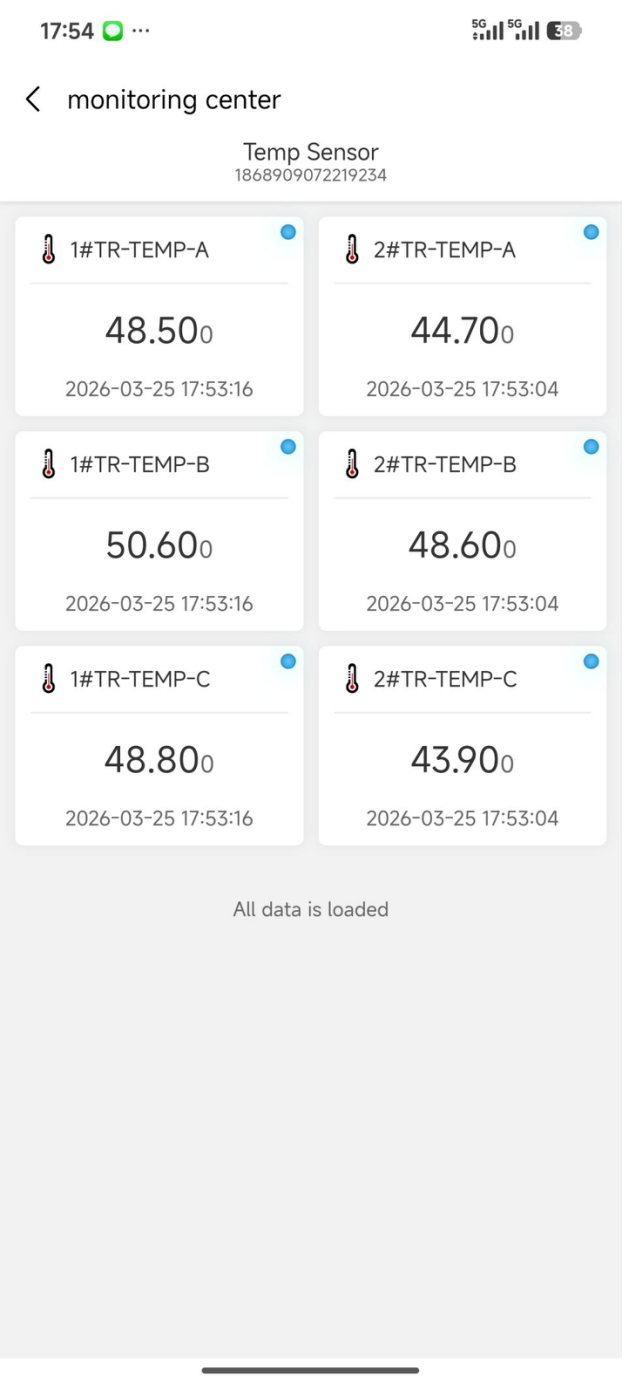 17:54 ··· 5G 5G 38
monitoring center
Temp Sensor
1868909072219234
1#TR-TEMP-A
48.500
2026-03-25 17:53:16
2#TR-TEMP-A
44.700
2026-03-25 17:53:04
1#TR-TEMP-B
50.600
2026-03-25 17:53:16
2#TR-TEMP-B
48.600
2026-03-25 17:53:04
1#TR-TEMP-C
48.800
2026-03-25 17:53:16
2#TR-TEMP-C
43.900
2026-03-25 17:53:04
All data is loaded